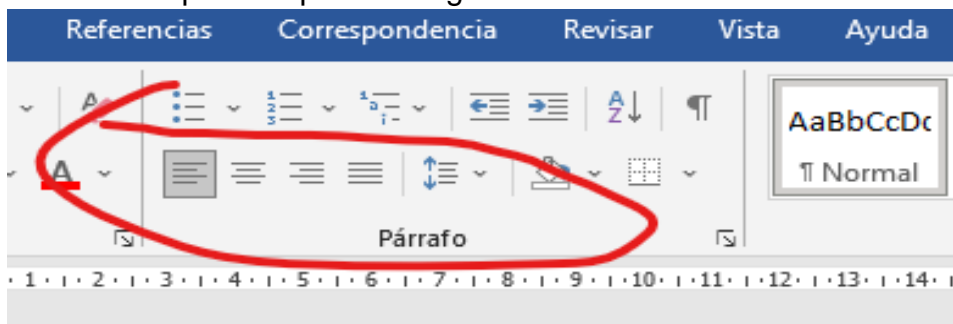 Referencias Correspondencia Revisar Vista Ayuda
AaBbCcDc
¶ Normal
Párrafo
1 2 3 4 5 6 7 8 9 10 11 12 13 14